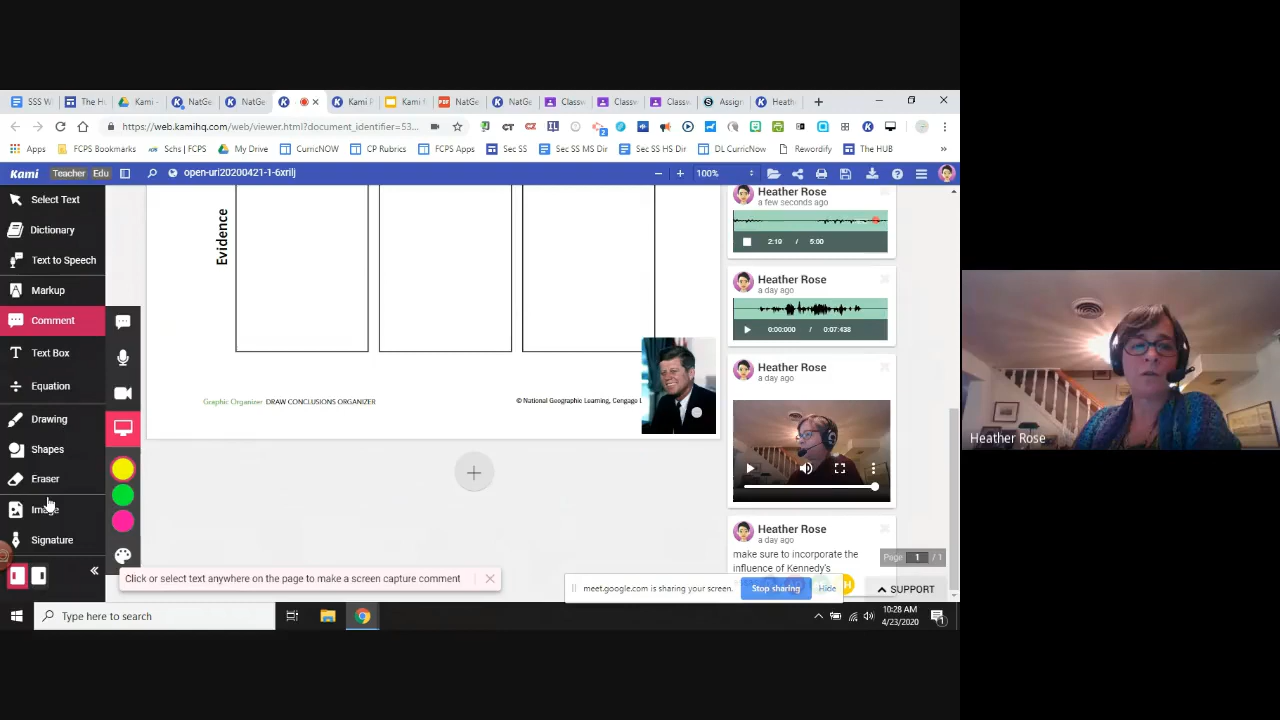 SSS W
The H
Kami -
NatGe
NatGe
Kami F
Kami f
NatGe
NatGe
Classw
Classw
Classw
Assign
Heath
https://web.kamihq.com/web/viewer.html?document_identifier=53...
Apps
FCPS Bookmarks
Schs | FCPS
My Drive
CurricNOW
CP Rubrics
FCPS Apps
Sec SS
Sec SS MS Dir
Sec SS HS Dir
DL CurricNow
Rewordify
The HUB
Kami
Teacher
Edu
open-uri20200421-1-6xrilj
100%
Select Text
Dictionary
Text to Speech
Markup
Comment
Text Box
Equation
Drawing
Shapes
Eraser
Image
Signature
Evidence
Graphic Organizer DRAW CONCLUSIONS ORGANIZER
© National Geographic Learning, Cengage L
Click or select text anywhere on the page to make a screen capture comment
Heather Rose
a few seconds ago
2:19 / 5:00
Heather Rose
a day ago
0:00:000 / 0:07:438
Heather Rose
a day ago
Heather Rose
a day ago
make sure to incorporate the
influence of Kennedy's
Page 1 / 1
SUPPORT
meet.google.com is sharing your screen.
Stop sharing
Hide
Type here to search
10:28 AM
4/23/2020
Heather Rose